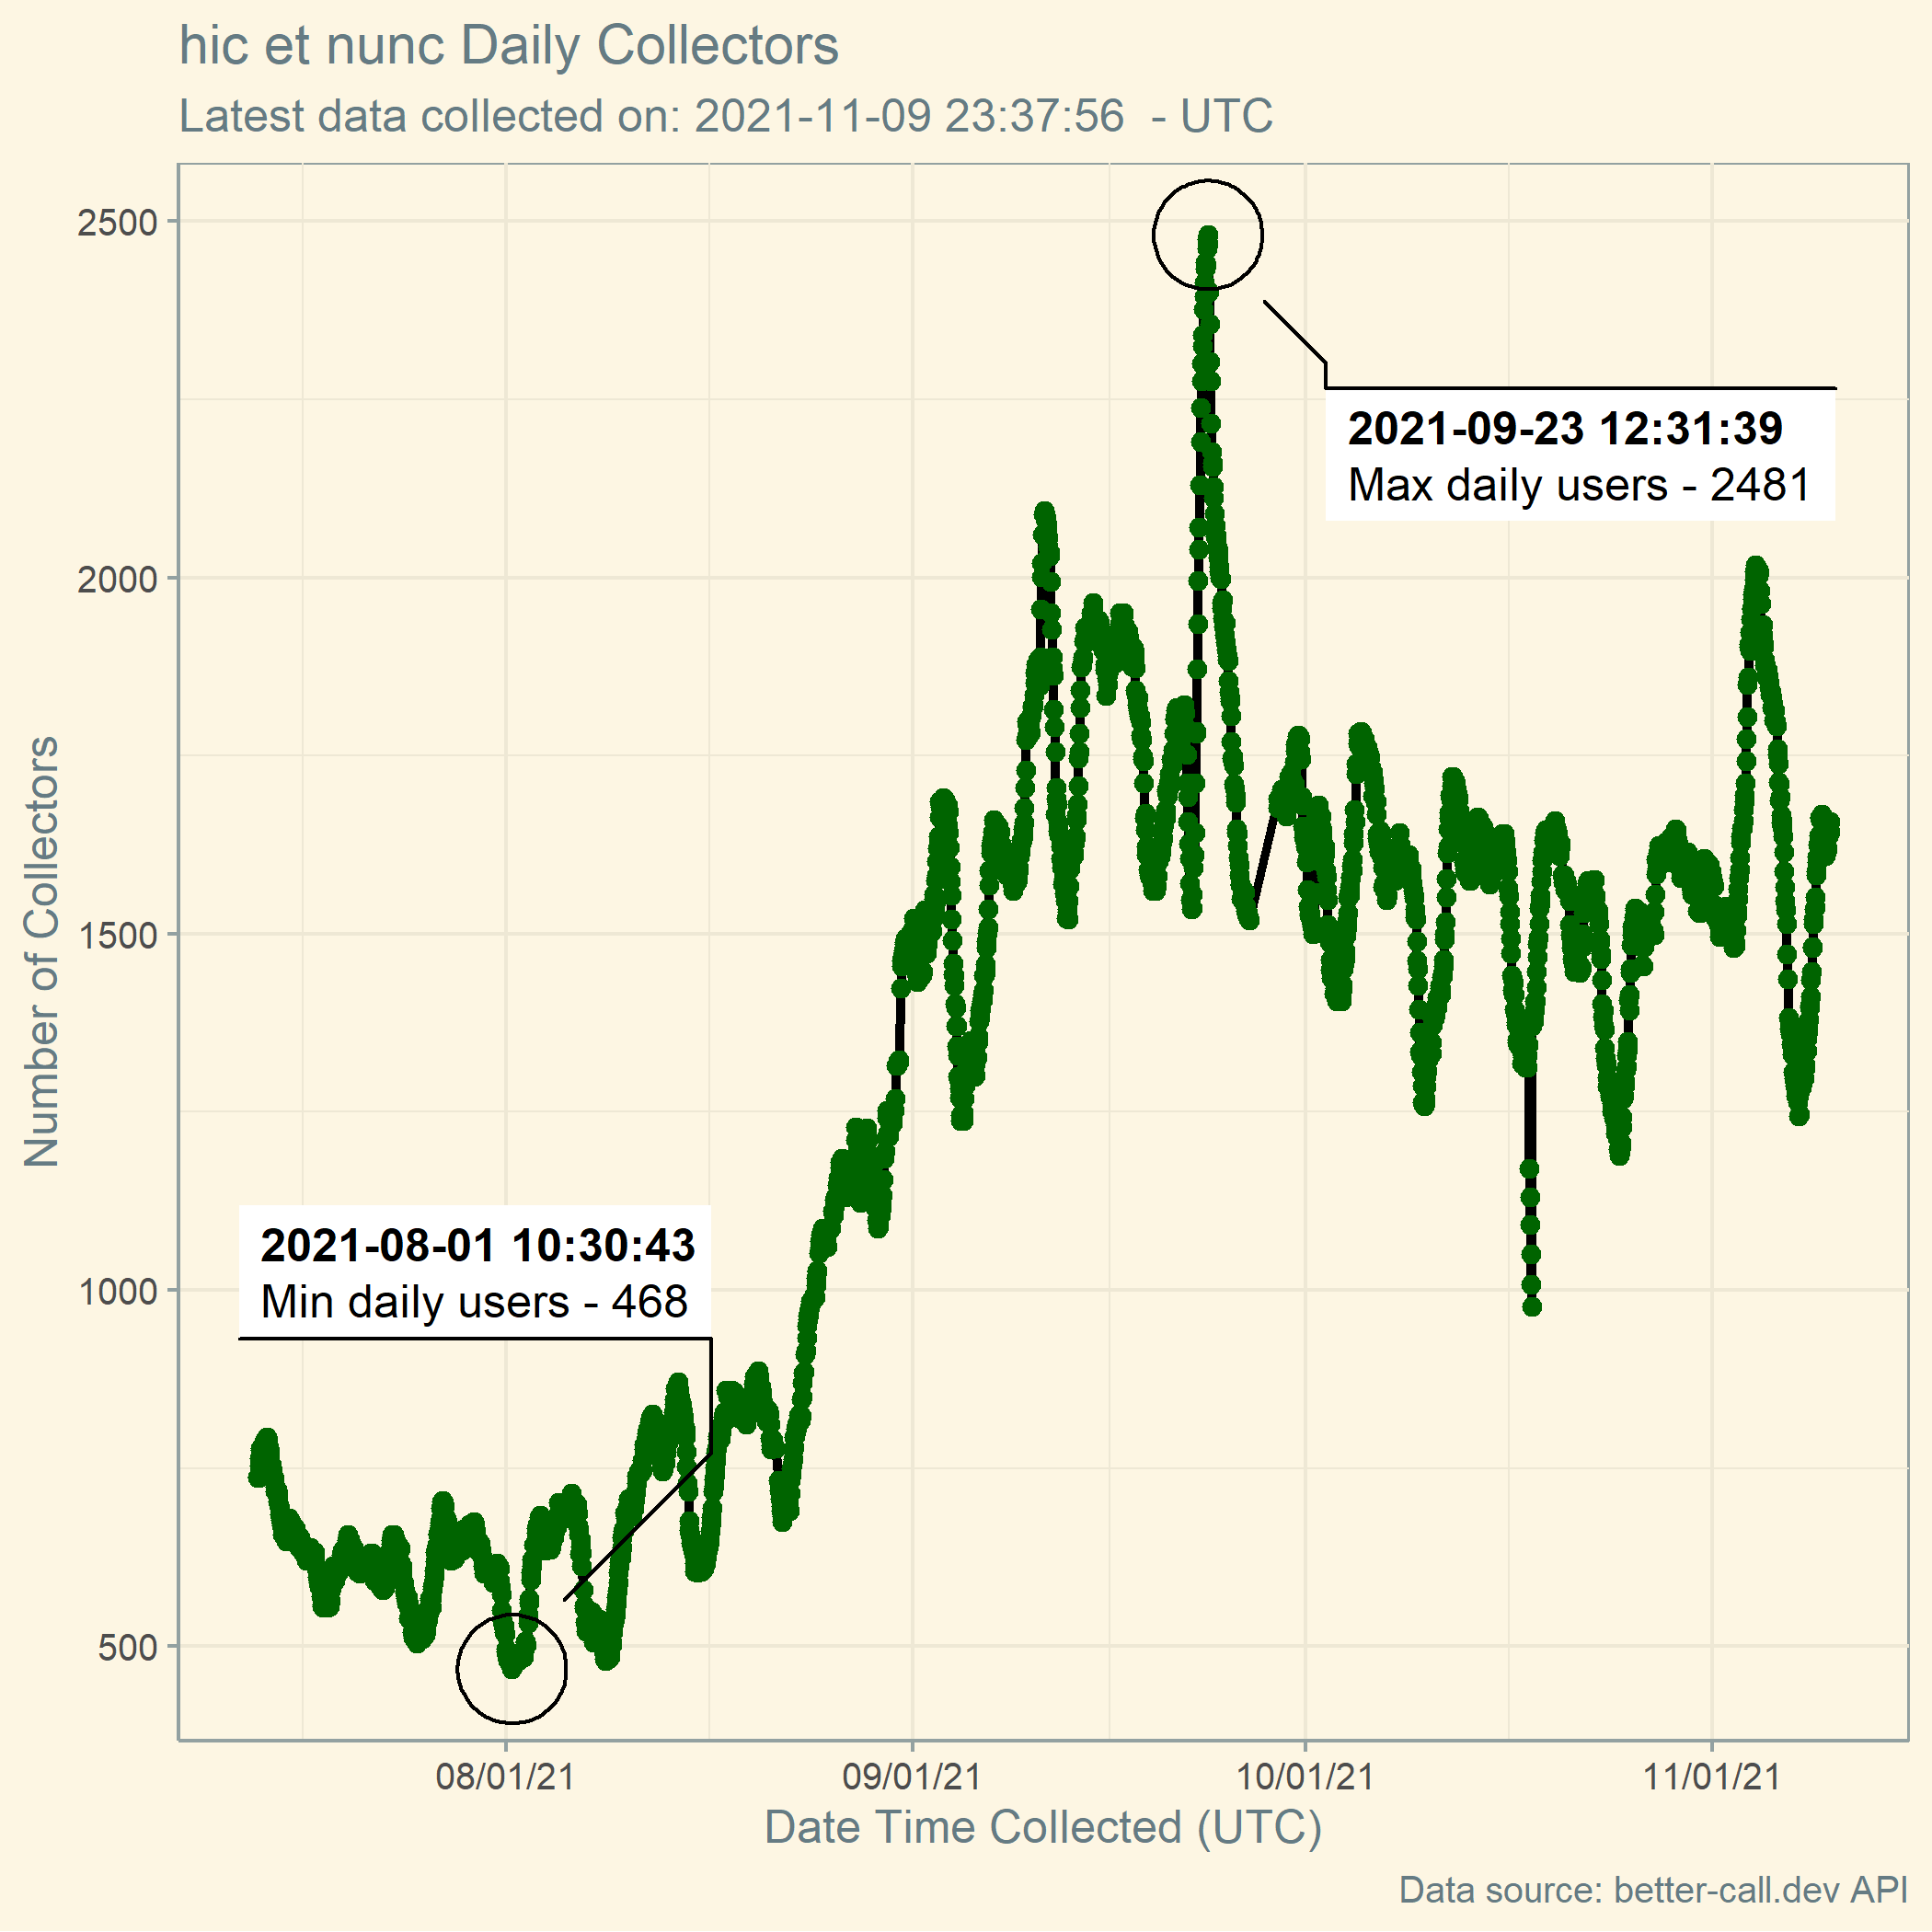 hic et nunc Daily Collectors
Latest data collected on: 2021-11-09 23:37:56  - UTC
Number of Collectors
2500
2000
1500
1000
500
2021-09-23 12:31:39
Max daily users - 2481
2021-08-01 10:30:43
Min daily users - 468
08/01/21
09/01/21
10/01/21
11/01/21
Date Time Collected (UTC)
Data source: better-call.dev API